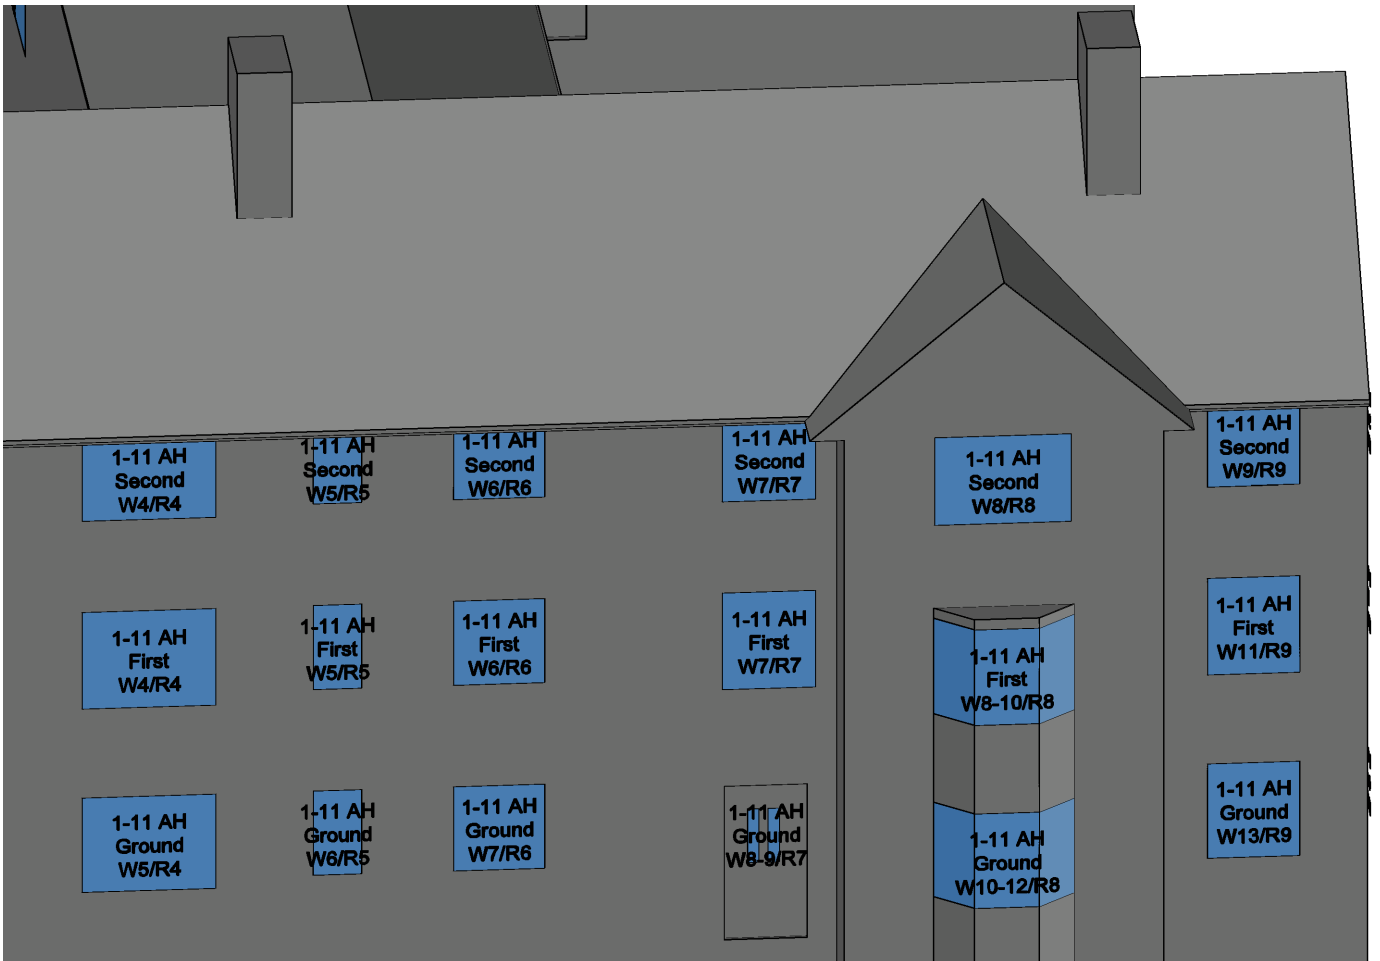 1-11 AH
Second
W4/R4
1-11 AH
Second
W5/R5
1-11 AH
Second
W6/R6
1-11 AH
Second
W7/R7
1-11 AH
Second
W8/R8
1-11 AH
Second
W9/R9
1-11 AH
First
W4/R4
1-11 AH
First
W5/R5
1-11 AH
First
W6/R6
1-11 AH
First
W7/R7
1-11 AH
First
W8-10/R8
1-11 AH
First
W11/R9
1-11 AH
Ground
W5/R4
1-11 AH
Ground
W6/R5
1-11 AH
Ground
W7/R6
1-11 AH
Ground
W8-9/R7
1-11 AH
Ground
W10-12/R8
1-11 AH
Ground
W13/R9